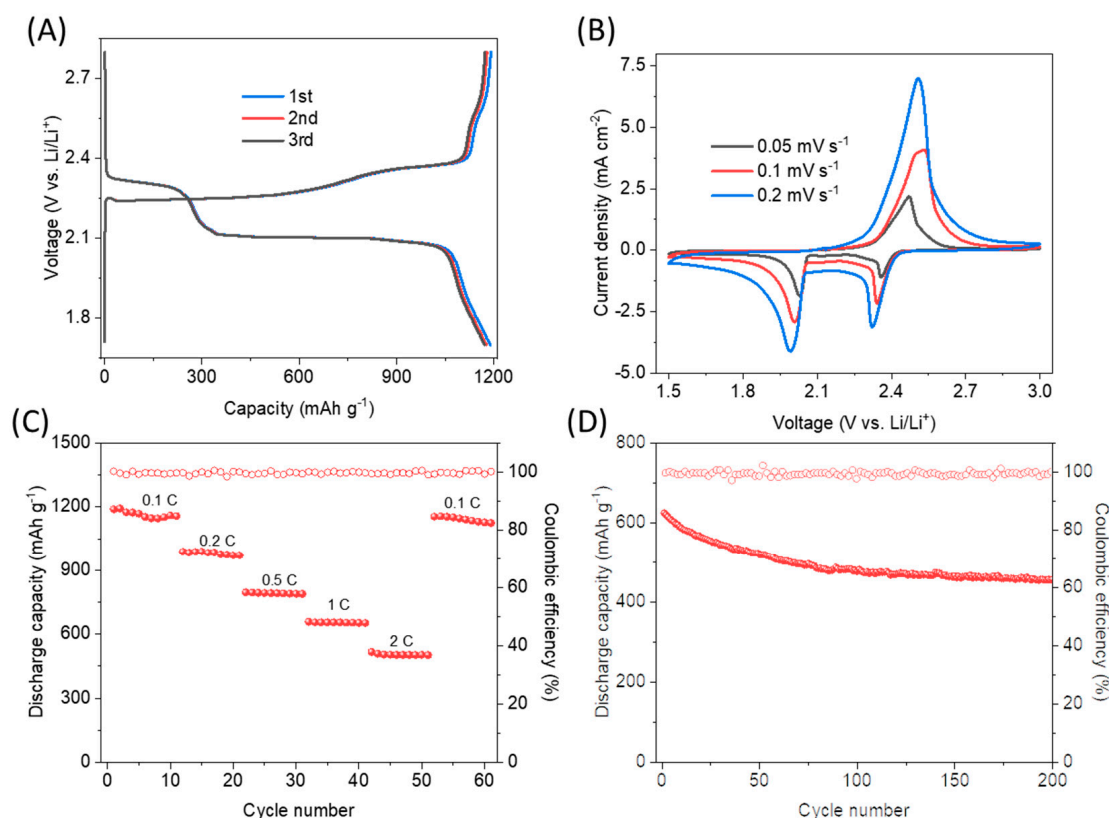 (A)
2.7
2.4
2.1
1.8
Voltage (V vs. Li/Li⁺)
1st
2nd
3rd
0 300 600 900 1200
Capacity (mAh g⁻¹)
(B)
7.5
5.0
2.5
0.0
-2.5
-5.0
Current density (mA cm⁻²)
0.05 mV s⁻¹
0.1 mV s⁻¹
0.2 mV s⁻¹
1.5 1.8 2.1 2.4 2.7 3.0
Voltage (V vs. Li/Li⁺)
(C)
1500
1200
900
600
300
0
Discharge capacity (mAh g⁻¹)
0.1 C
0.2 C
0.5 C
1 C
2 C
0.1 C
100
80
60
40
20
0
Coulombic efficiency (%)
0 10 20 30 40 50 60
Cycle number
(D)
800
600
400
200
0
Discharge capacity (mAh g⁻¹)
100
80
60
40
20
0
Coulombic efficiency (%)
0 50 100 150 200
Cycle number